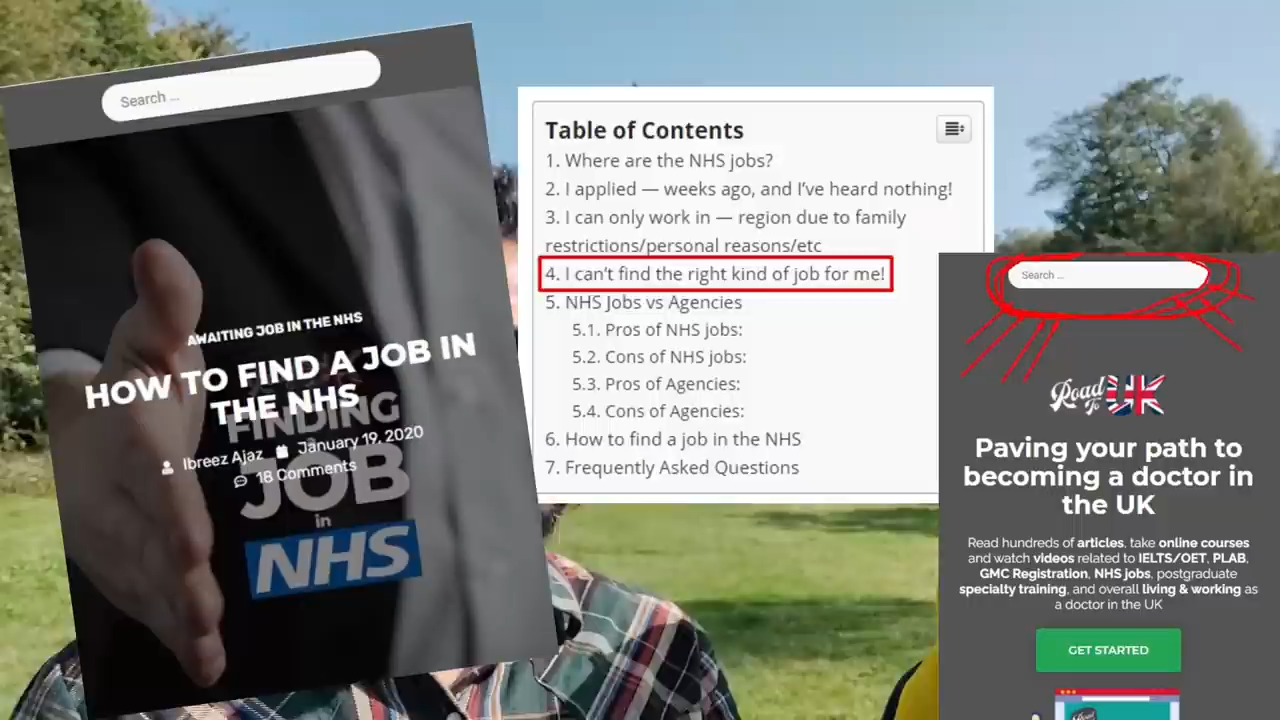 Search ...
AWAITING JOB IN THE NHS
HOW TO FIND A JOB IN
THE NHS
Ibreez Ajaz January 19, 2020
18 Comments
FINDING
JOB
in
NHS
Table of Contents
1. Where are the NHS jobs?
2. I applied — weeks ago, and I've heard nothing!
3. I can only work in — region due to family
restrictions/personal reasons/etc
4. I can't find the right kind of job for me!
5. NHS Jobs vs Agencies
5.1. Pros of NHS jobs:
5.2. Cons of NHS jobs:
5.3. Pros of Agencies:
5.4. Cons of Agencies:
6. How to find a job in the NHS
7. Frequently Asked Questions
Search ...
Road To UK
Paving your path to
becoming a doctor in
the UK
Read hundreds of articles, take online courses
and watch videos related to IELTS/OET, PLAB,
GMC Registration, NHS jobs, postgraduate
specialty training, and overall living & working as
a doctor in the UK
GET STARTED